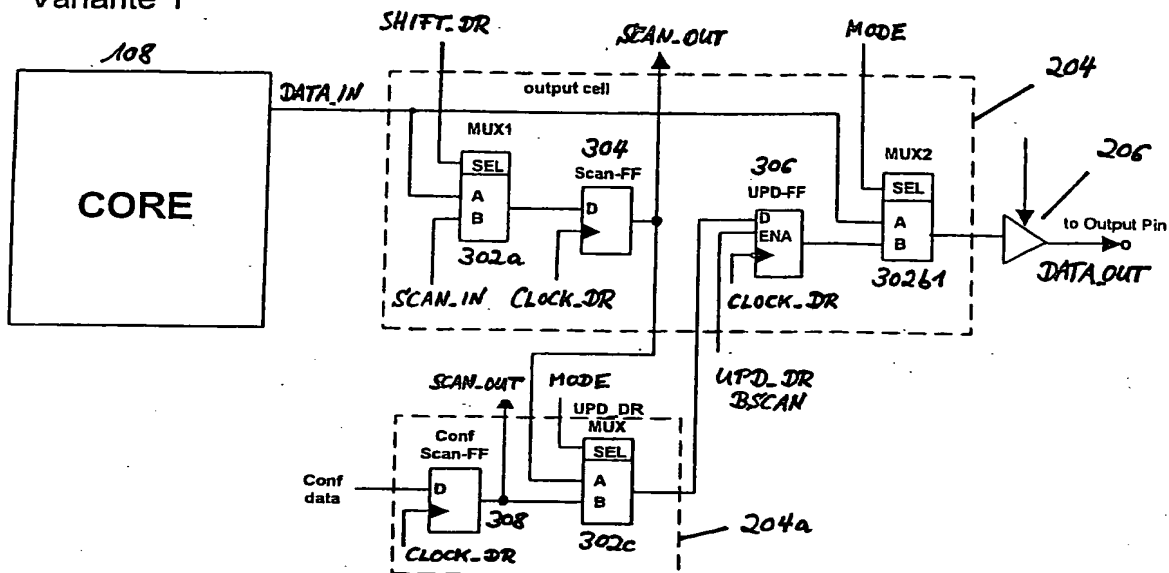 Variante 1
SHIFT_DR
SCAN_OUT
MODE
108
204
DATA_IN
output cell
MUX1
MUX2
206
304
Scan-FF
306
UPD-FF
SEL
SEL
CORE
A
B
D
D
ENA
A
B
to Output Pin
302a
302b1
DATA_OUT
SCAN_IN
CLOCK_DR
CLOCK_DR
UPD_DR
BSCAN
SCAN_OUT
MODE
UPD_DR
MUX
Conf
Scan-FF
SEL
Conf
data
D
A
B
308
302c
204a
CLOCK_DR